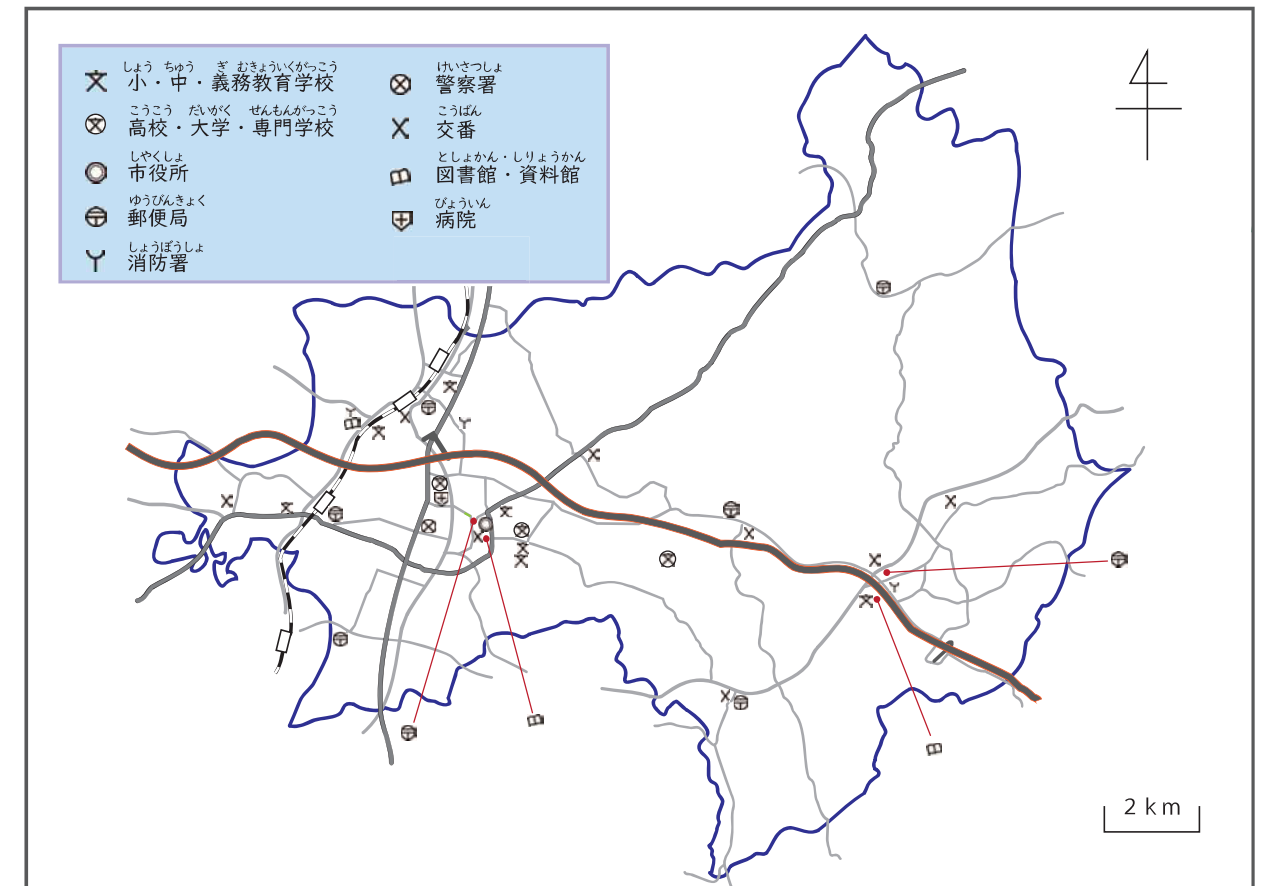 しょう ちゅう ぎ むきょういくがっこう
小・中・義務教育学校
こうこう だいがく せんもんがっこう
高校・大学・専門学校
しやくしょ
市役所
ゆうびんきょく
郵便局
しょうぼうしょ
消防署
けいさつしょ
警察署
こうばん
交番
としょかん・しりょうかん
図書館・資料館
びょういん
病院
2 km